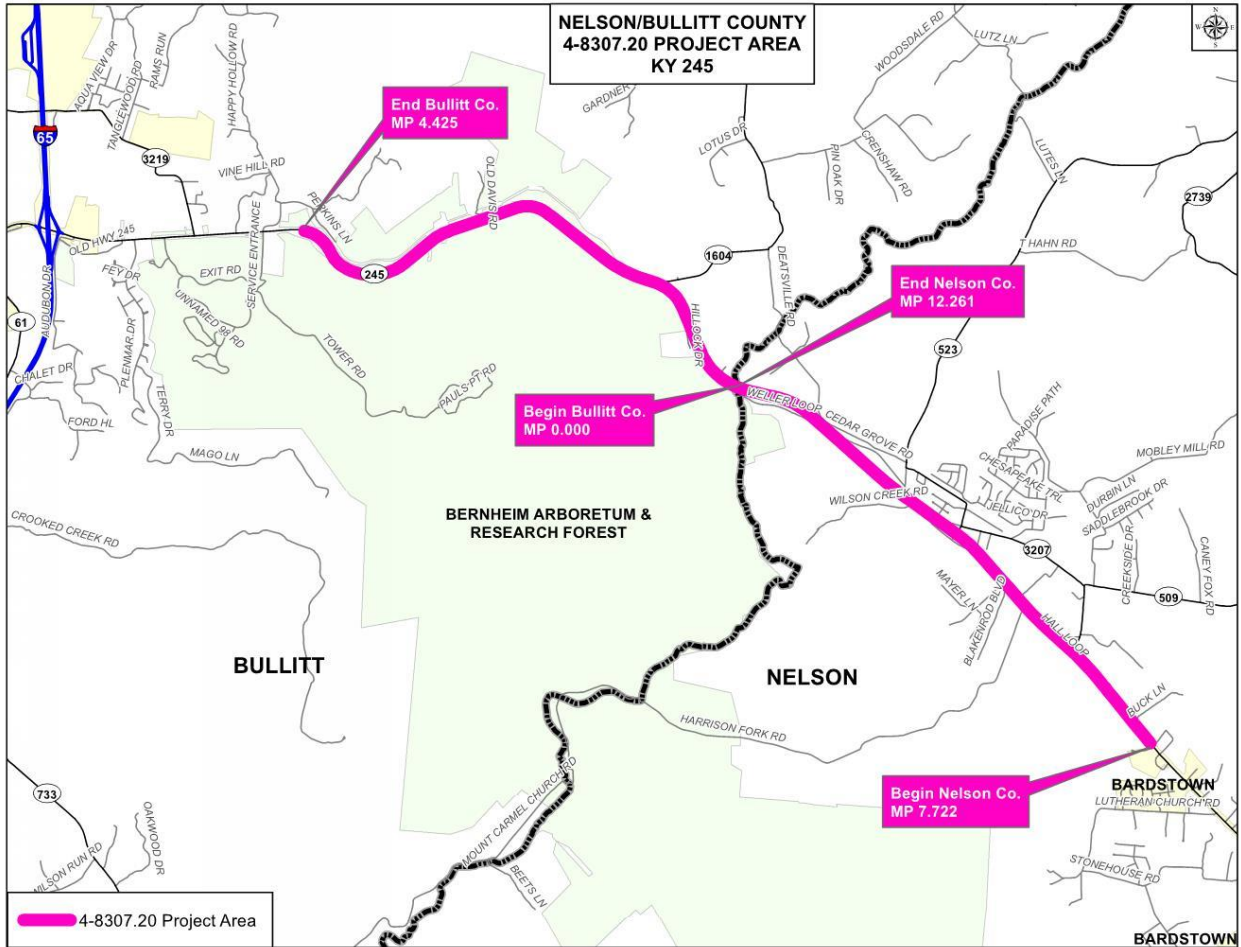 NELSON/BULLITT COUNTY
4-8307.20 PROJECT AREA
KY 245
N
W
E
S
End Bullitt Co.
MP 4.425
End Nelson Co.
MP 12.261
Begin Bullitt Co.
MP 0.000
Begin Nelson Co.
MP 7.722
BERNHEIM ARBORETUM &
RESEARCH FOREST
BULLITT
NELSON
BARDSTOWN
BARDSTOWN
65
3219
61
245
1604
2739
523
3207
509
733
AQUA VIEW DR
TANGLEWOOD RD
RAMS RUN
HAPPY HOLLOW RD
VINE HILL RD
PERKINS LN
OLD DAVIS RD
SERVICE ENTRANCE
OLD HWY 245
AUDUBON DR
FEY DR
EXIT RD
UNNAMED 98 RD
PLENMAR DR
TERRY DR
TOWER RD
PAULS PT RD
CHALET DR
FORD HL
MAGO LN
CROOKED CREEK RD
GARDNER
WOODSDALE RD
LUTZ LN
LOTUS DR
CRENSHAW RD
PIN OAK DR
LUTES LN
T HAHN RD
DEATSVILLE RD
HILLOCK DR
WELLER LOOP
CEDAR GROVE RD
PARADISE PATH
CHESAPEAKE TRL
JELLICO DR
MOBLEY MILL RD
DURBIN LN
SADDLEBROOK DR
CREEKSIDE DR
CANEY FOX RD
WILSON CREEK RD
MAYER LN
BLAKENROD BLVD
HALL LOOP
BUCK LN
HARRISON FORK RD
LUTHERAN CHURCH RD
STONEHOUSE RD
MOUNT CARMEL CHURCH RD
BEETS LN
OAKWOOD DR
WILSON RUN RD
4-8307.20 Project Area